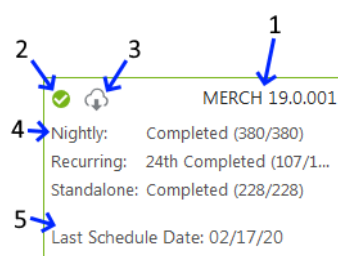 1
2
3
MERCH 19.0.001
4
Nightly: Completed (380/380)
Recurring: 24th Completed (107/1...
Standalone: Completed (228/228)
5
Last Schedule Date: 02/17/20